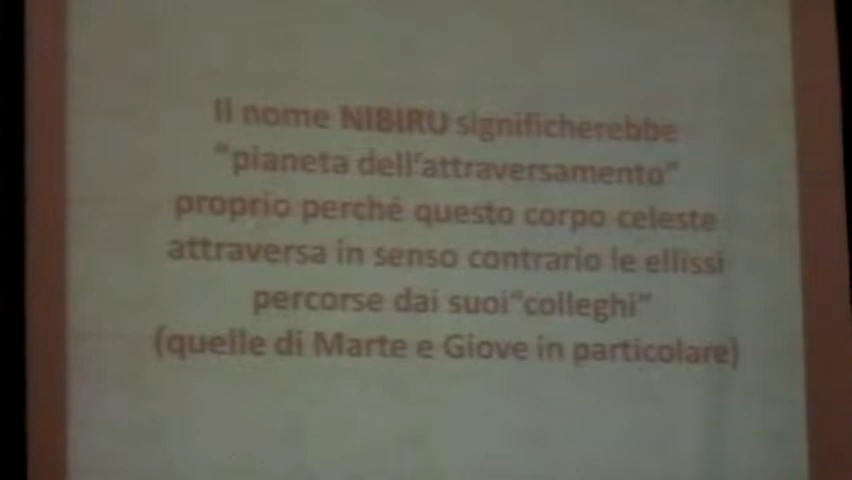 Il nome NIBIRU significherebbe
"pianeta dell'attraversamento"
proprio perché questo corpo celeste
attraversa in senso contrario le ellissi
percorse dai suoi"colleghi"
(quelle di Marte e Giove in particolare)